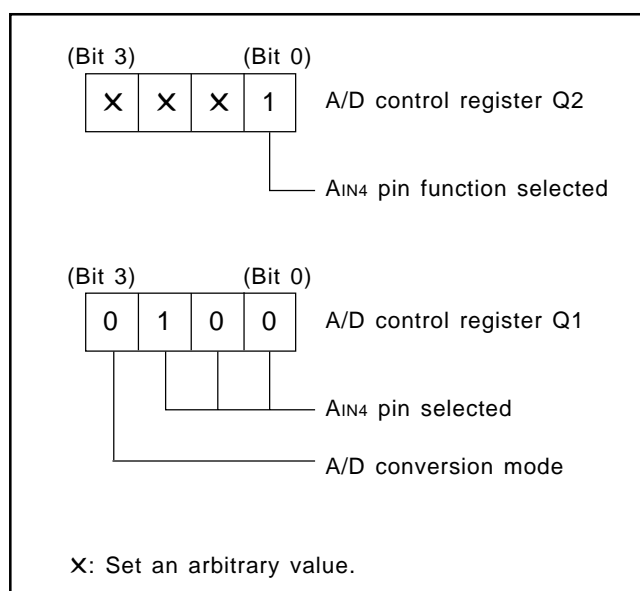 (Bit 3) (Bit 0)
X X X 1 A/D control register Q2
AIN4 pin function selected
(Bit 3) (Bit 0)
0 1 0 0 A/D control register Q1
AIN4 pin selected
A/D conversion mode
X: Set an arbitrary value.